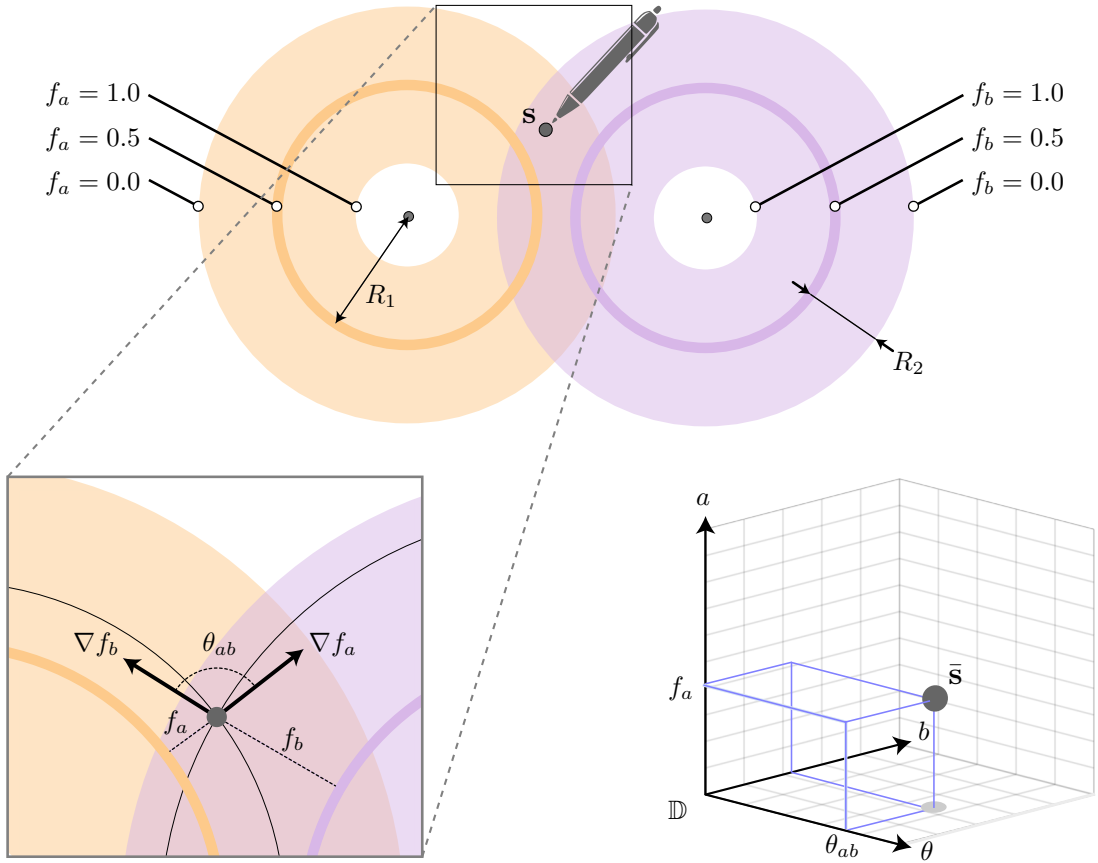 f_a = 1.0
f_a = 0.5
f_a = 0.0
s
f_b = 1.0
f_b = 0.5
f_b = 0.0
R_1
R_2
∇f_b
θ_ab
∇f_a
f_a
f_b
a
f_a
s̄
b
𝔻
θ_ab
θ